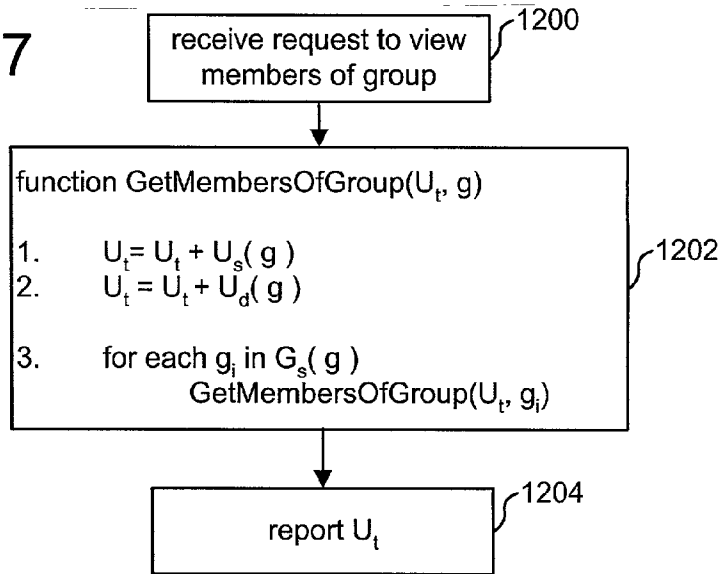 7
receive request to view
members of group
1200
function GetMembersOfGroup(Uₜ, g)
1. Uₜ= Uₜ + Uₛ( g )
2. Uₜ = Uₜ + U_d( g )
1202
3. for each gᵢ in Gₛ( g )
GetMembersOfGroup(Uₜ, gᵢ)
report Uₜ
1204